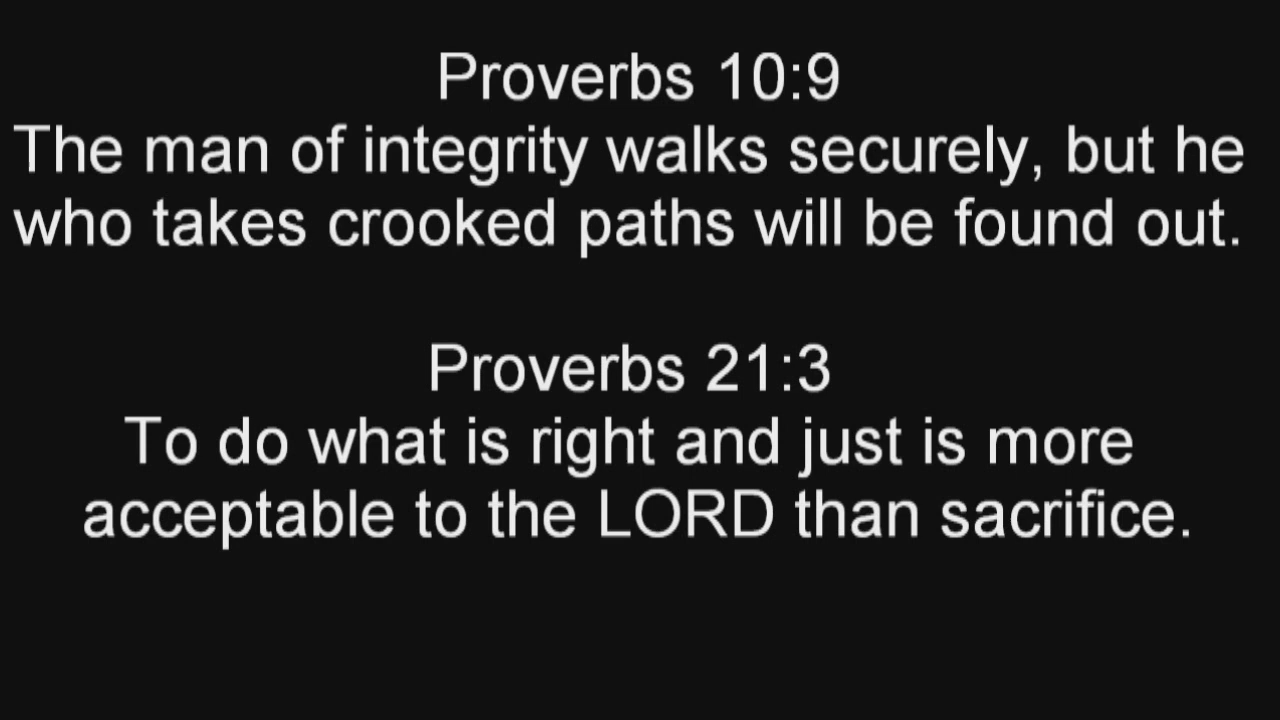 Proverbs 10:9
The man of integrity walks securely, but he
who takes crooked paths will be found out.
Proverbs 21:3
To do what is right and just is more
acceptable to the LORD than sacrifice.